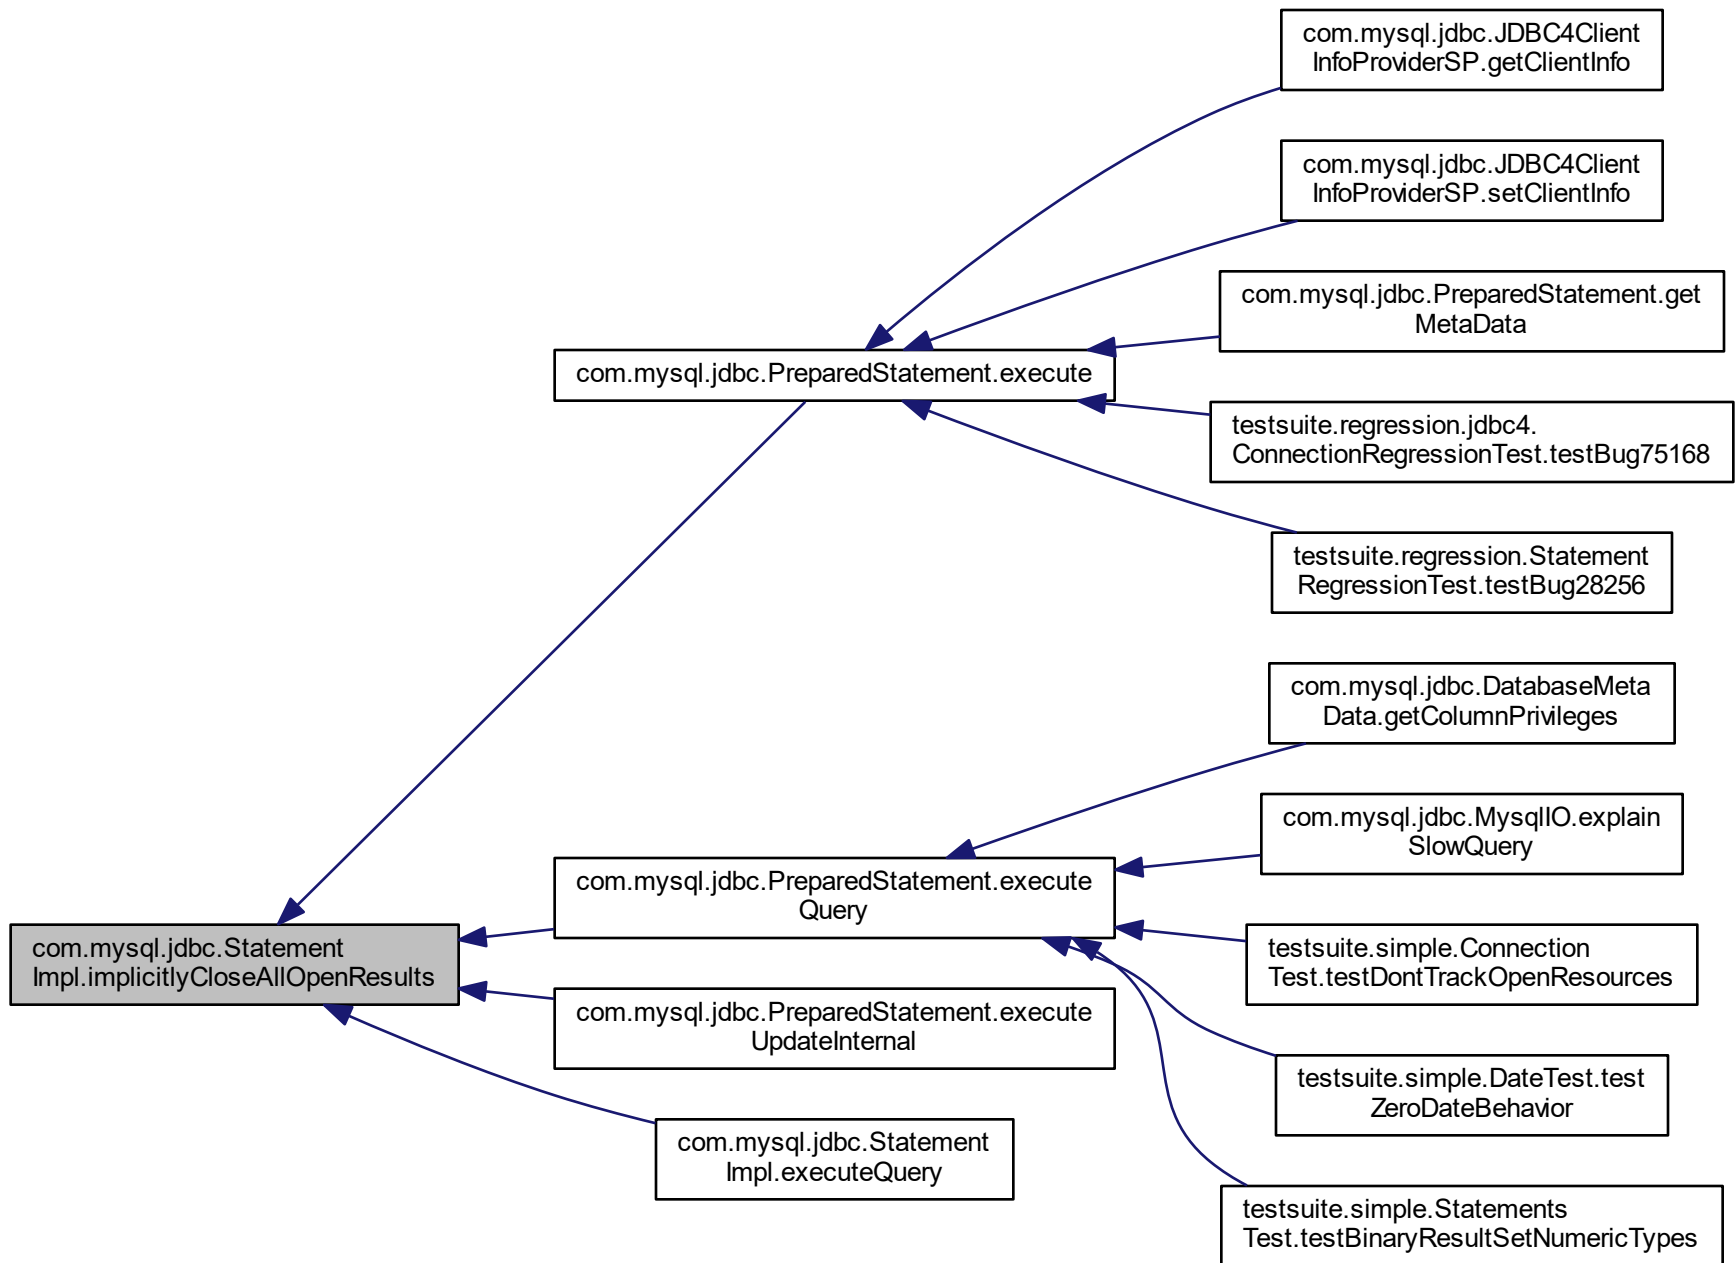 com.mysql.jdbc.JDBC4Client
InfoProviderSP.getClientInfo
com.mysql.jdbc.JDBC4Client
InfoProviderSP.setClientInfo
com.mysql.jdbc.PreparedStatement.get
MetaData
com.mysql.jdbc.PreparedStatement.execute
testsuite.regression.jdbc4.
ConnectionRegressionTest.testBug75168
testsuite.regression.Statement
RegressionTest.testBug28256
com.mysql.jdbc.DatabaseMeta
Data.getColumnPrivileges
com.mysql.jdbc.MysqlIO.explain
SlowQuery
com.mysql.jdbc.PreparedStatement.execute
Query
com.mysql.jdbc.Statement
Impl.implicitlyCloseAllOpenResults
testsuite.simple.Connection
Test.testDontTrackOpenResources
com.mysql.jdbc.PreparedStatement.execute
UpdateInternal
testsuite.simple.DateTest.test
ZeroDateBehavior
com.mysql.jdbc.Statement
Impl.executeQuery
testsuite.simple.Statements
Test.testBinaryResultSetNumericTypes